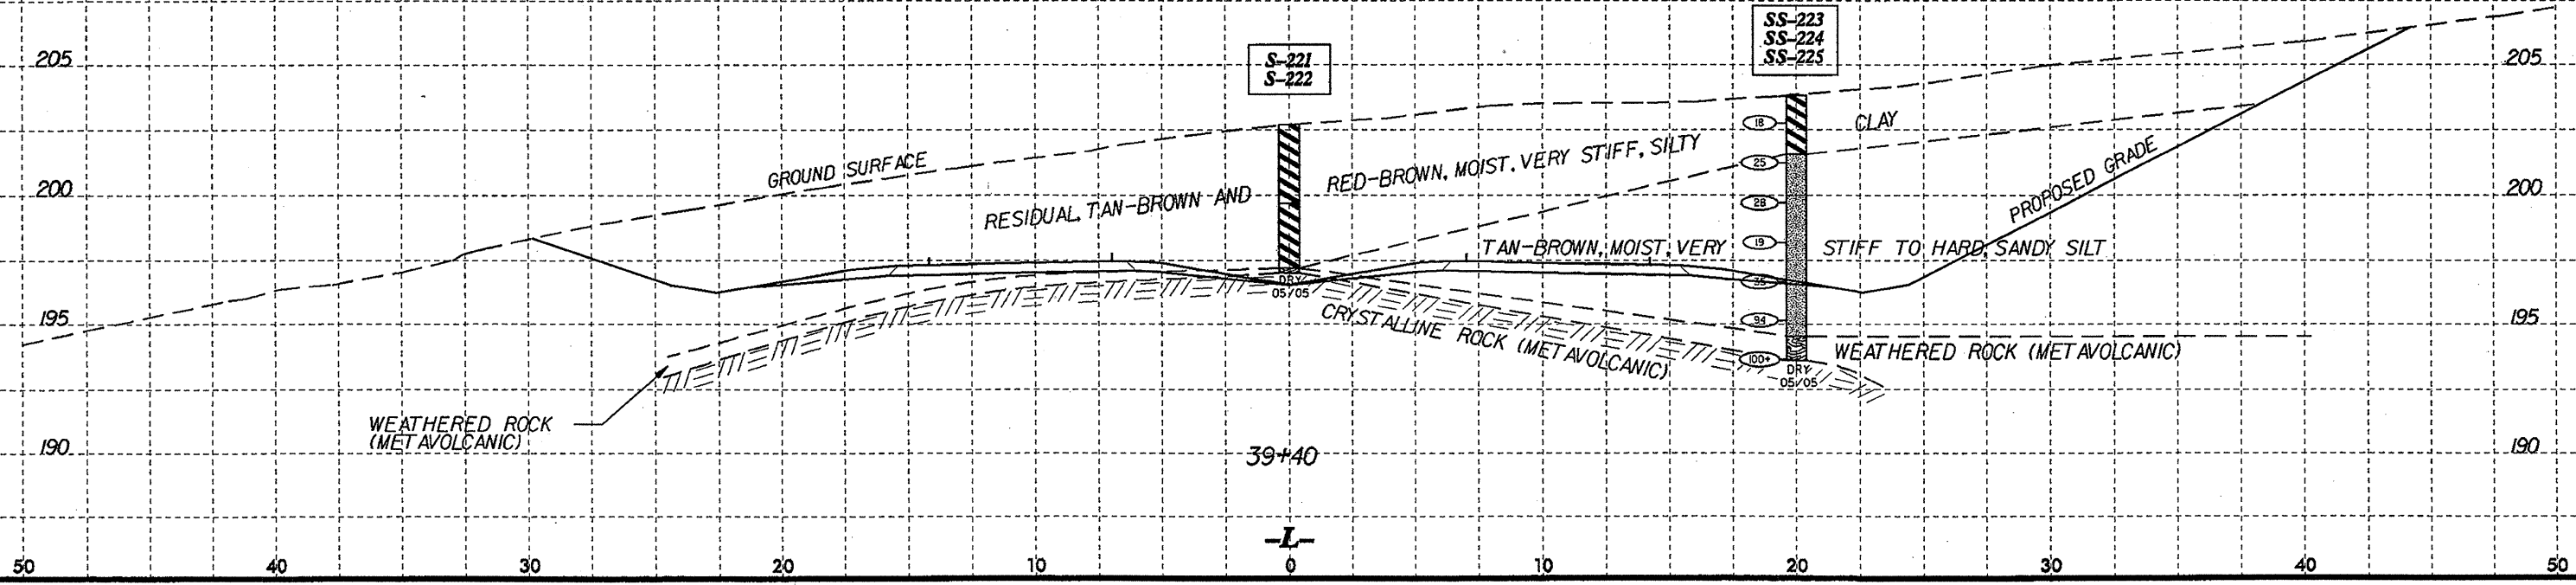 SS-223
SS-224
SS-225
S-221
S-222
205
205
18
CLAY
25
RED-BROWN, MOIST, VERY STIFF, SILTY
GROUND SURFACE
200
RESIDUAL, TAN-BROWN AND
28
PROPOSED GRADE
200
19
TAN-BROWN, MOIST, VERY
STIFF TO HARD, SANDY SILT
DRY
05/05
35
195
94
195
CRYSTALLINE ROCK (METAVOLCANIC)
100+
WEATHERED ROCK (METAVOLCANIC)
DRY
05/05
WEATHERED ROCK
(METAVOLCANIC)
190
39+40
190
-L-
50 40 30 20 10 0 10 20 30 40 50